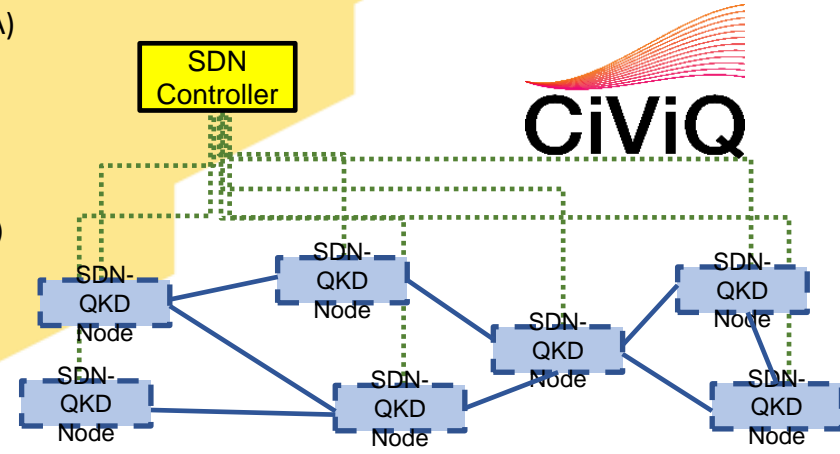 A)
SDN
Controller
CiViQ
)
SDN-
QKD
Node
SDN-
QKD
Node
SDN-
QKD
Node
SDN-
QKD
Node
SDN-
QKD
Node
SDN-
QKD
Node
SDN-
QKD
Node